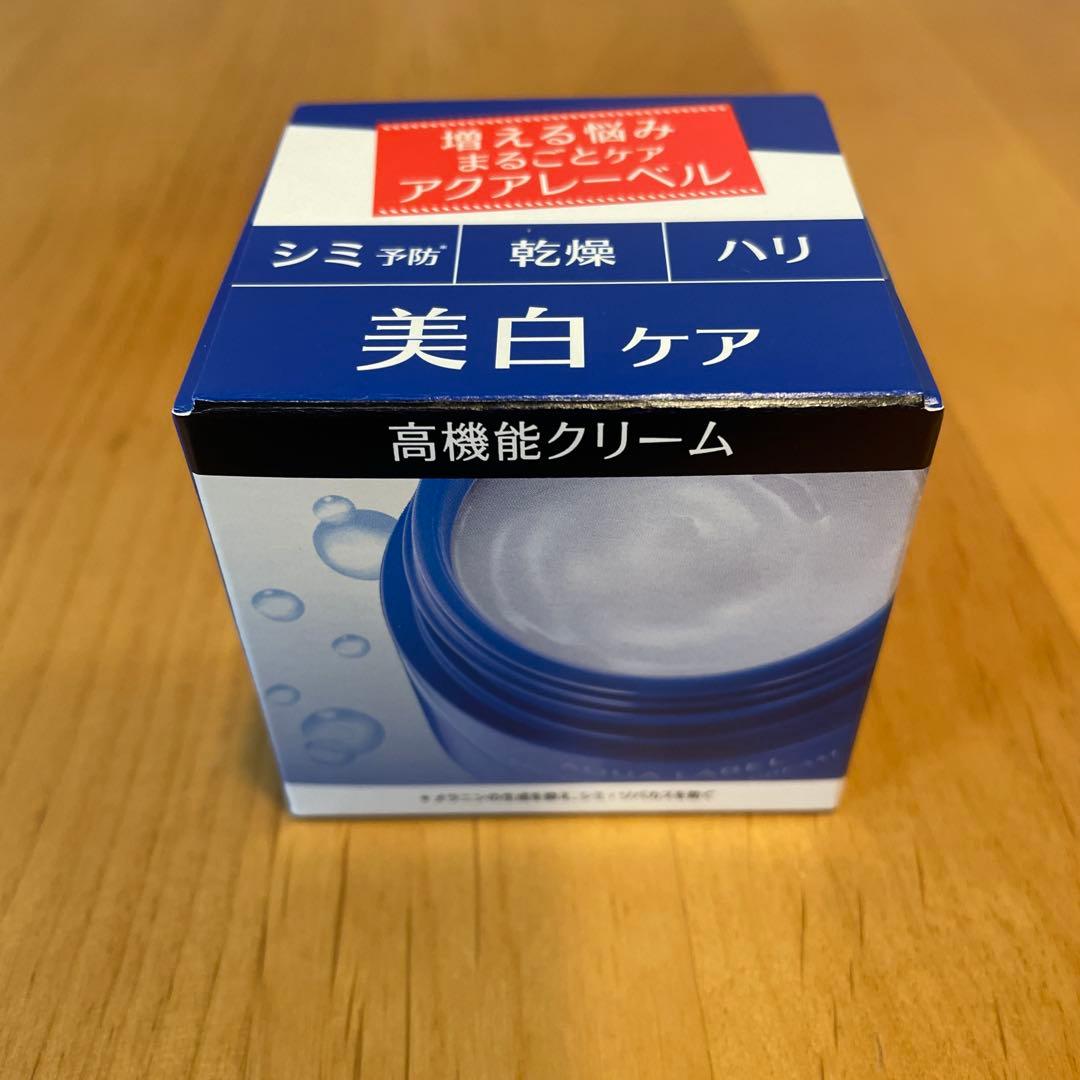 増える悩み
まるごとケア
アクアレーベル
シミ予防* 乾燥 ハリ
美白ケア
高機能クリーム
AQUA LABEL